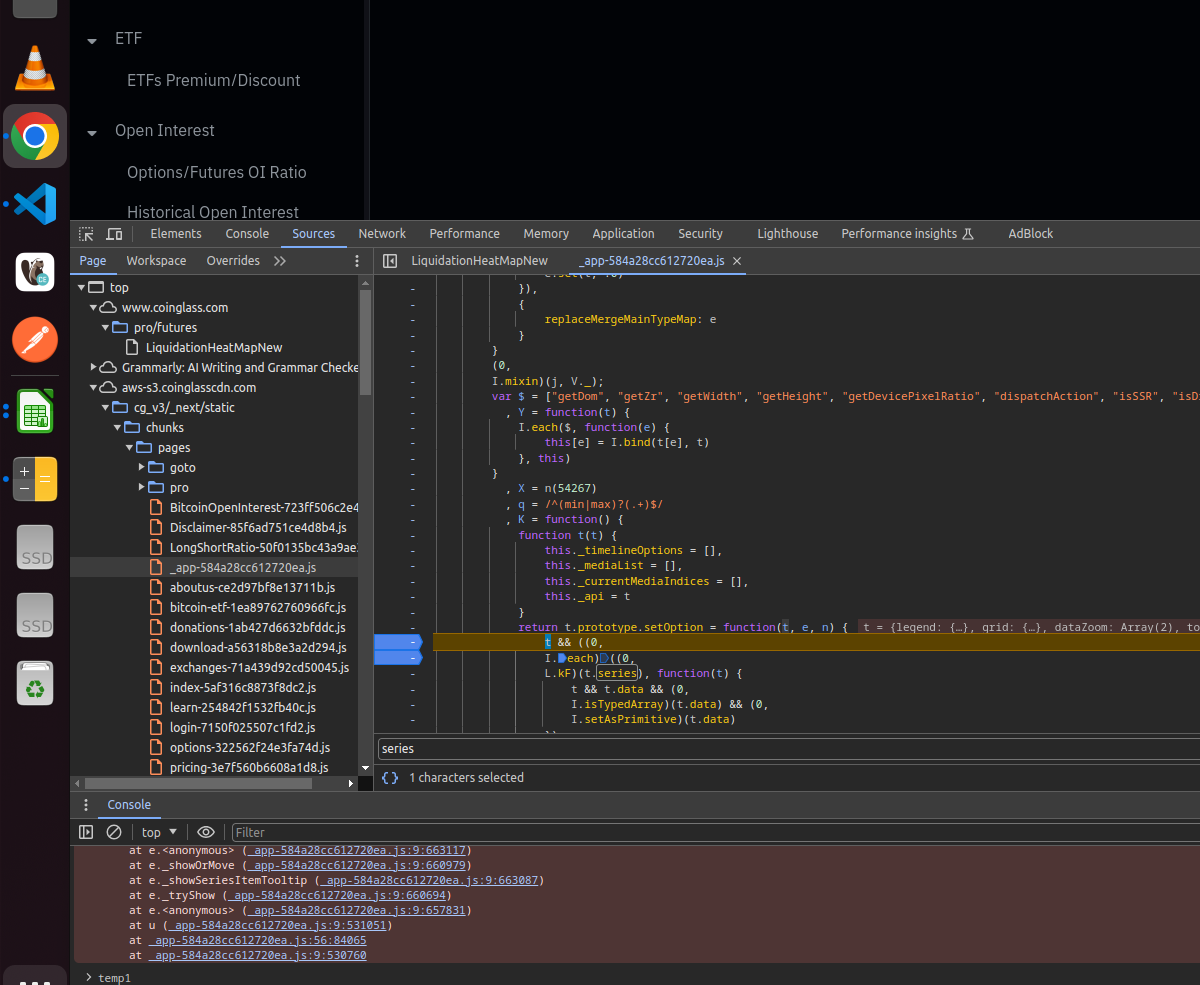 ETF
ETFs Premium/Discount
Open Interest
Options/Futures OI Ratio
Historical Open Interest
Elements Console Sources Network Performance Memory Application Security Lighthouse Performance insights AdBlock
Page Workspace Overrides
LiquidationHeatMapNew _app-584a28cc612720ea.js
top
www.coinglass.com
pro/futures
LiquidationHeatMapNew
Grammarly: AI Writing and Grammar Checke
aws-s3.coinglasscdn.com
cg_v3/_next/static
chunks
pages
goto
pro
BitcoinOpenInterest-723ff506c2e4
Disclaimer-85f6ad751ce4d8b4.js
LongShortRatio-50f0135bc43a9ae
_app-584a28cc612720ea.js
aboutus-ce2d97bf8e13711b.js
bitcoin-etf-1ea89762760966fc.js
donations-1ab427d6632bfddc.js
download-a56318b8e3a2d294.js
exchanges-71a439d92cd50045.js
index-5af316c8873f8dc2.js
learn-254842f1532fb40c.js
login-7150f025507c1fd2.js
options-322562f24e3fa74d.js
pricing-3e7f560b6608a1d8.js
}),
{
replaceMergeMainTypeMap: e
}
}
(0,
I.mixin)(j, V._);
var $ = ["getDom", "getZr", "getWidth", "getHeight", "getDevicePixelRatio", "dispatchAction", "isSSR", "isDi
, Y = function(t) {
I.each($, function(e) {
this[e] = I.bind(t[e], t)
}, this)
}
, X = n(54267)
, q = /^(min|max)?(.+)$/
, K = function() {
function t(t) {
this._timelineOptions = [],
this._mediaList = [],
this._currentMediaIndices = [],
this._api = t
}
return t.prototype.setOption = function(t, e, n) { t = {legend: {…}, grid: {…}, dataZoom: Array(2), to
t && ((0,
I.each)((0,
L.kF)(t.series), function(t) {
t && t.data && (0,
I.isTypedArray)(t.data) && (0,
I.setAsPrimitive)(t.data)
series
{} 1 characters selected
Console
top Filter
at e.<anonymous> (_app-584a28cc612720ea.js:9:663117)
at e._showOrMove (_app-584a28cc612720ea.js:9:660979)
at e._showSeriesItemTooltip (_app-584a28cc612720ea.js:9:663087)
at e._tryShow (_app-584a28cc612720ea.js:9:660694)
at e.<anonymous> (_app-584a28cc612720ea.js:9:657831)
at u (_app-584a28cc612720ea.js:9:531051)
at _app-584a28cc612720ea.js:56:84065
at _app-584a28cc612720ea.js:9:530760
temp1
SSD
SSD